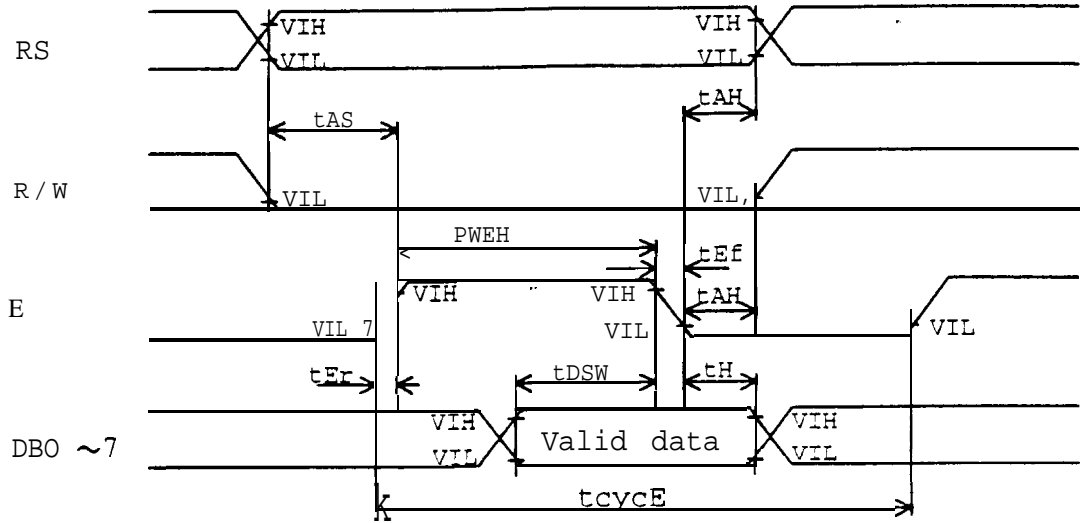 VIH VIH
RS
VIL VIL
tAH
tAS
R/W
VIL VIL,
PWEH
tEf
VIH VIH
tAH
E
VIL 7 VIL VIL
tEr tDSW tH
VIH VIH
DBO ~7 Valid data
VIL VIL
K tcycE